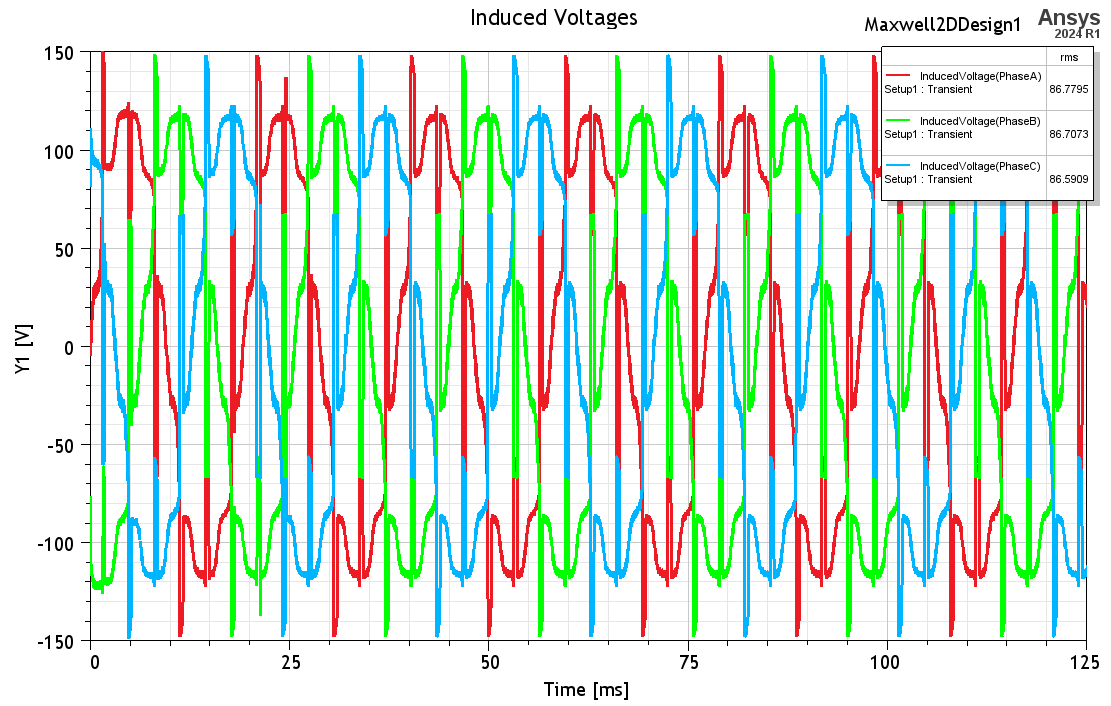 Induced Voltages
Maxwell2DDesign1
Ansys
2024 R1
rms
InducedVoltage(PhaseA)
Setup1 : Transient 86.7795
InducedVoltage(PhaseB)
Setup1 : Transient 86.7073
InducedVoltage(PhaseC)
Setup1 : Transient 86.5909
150
100
50
0
-50
-100
-150
Y1 [V]
0 25 50 75 100 125
Time [ms]